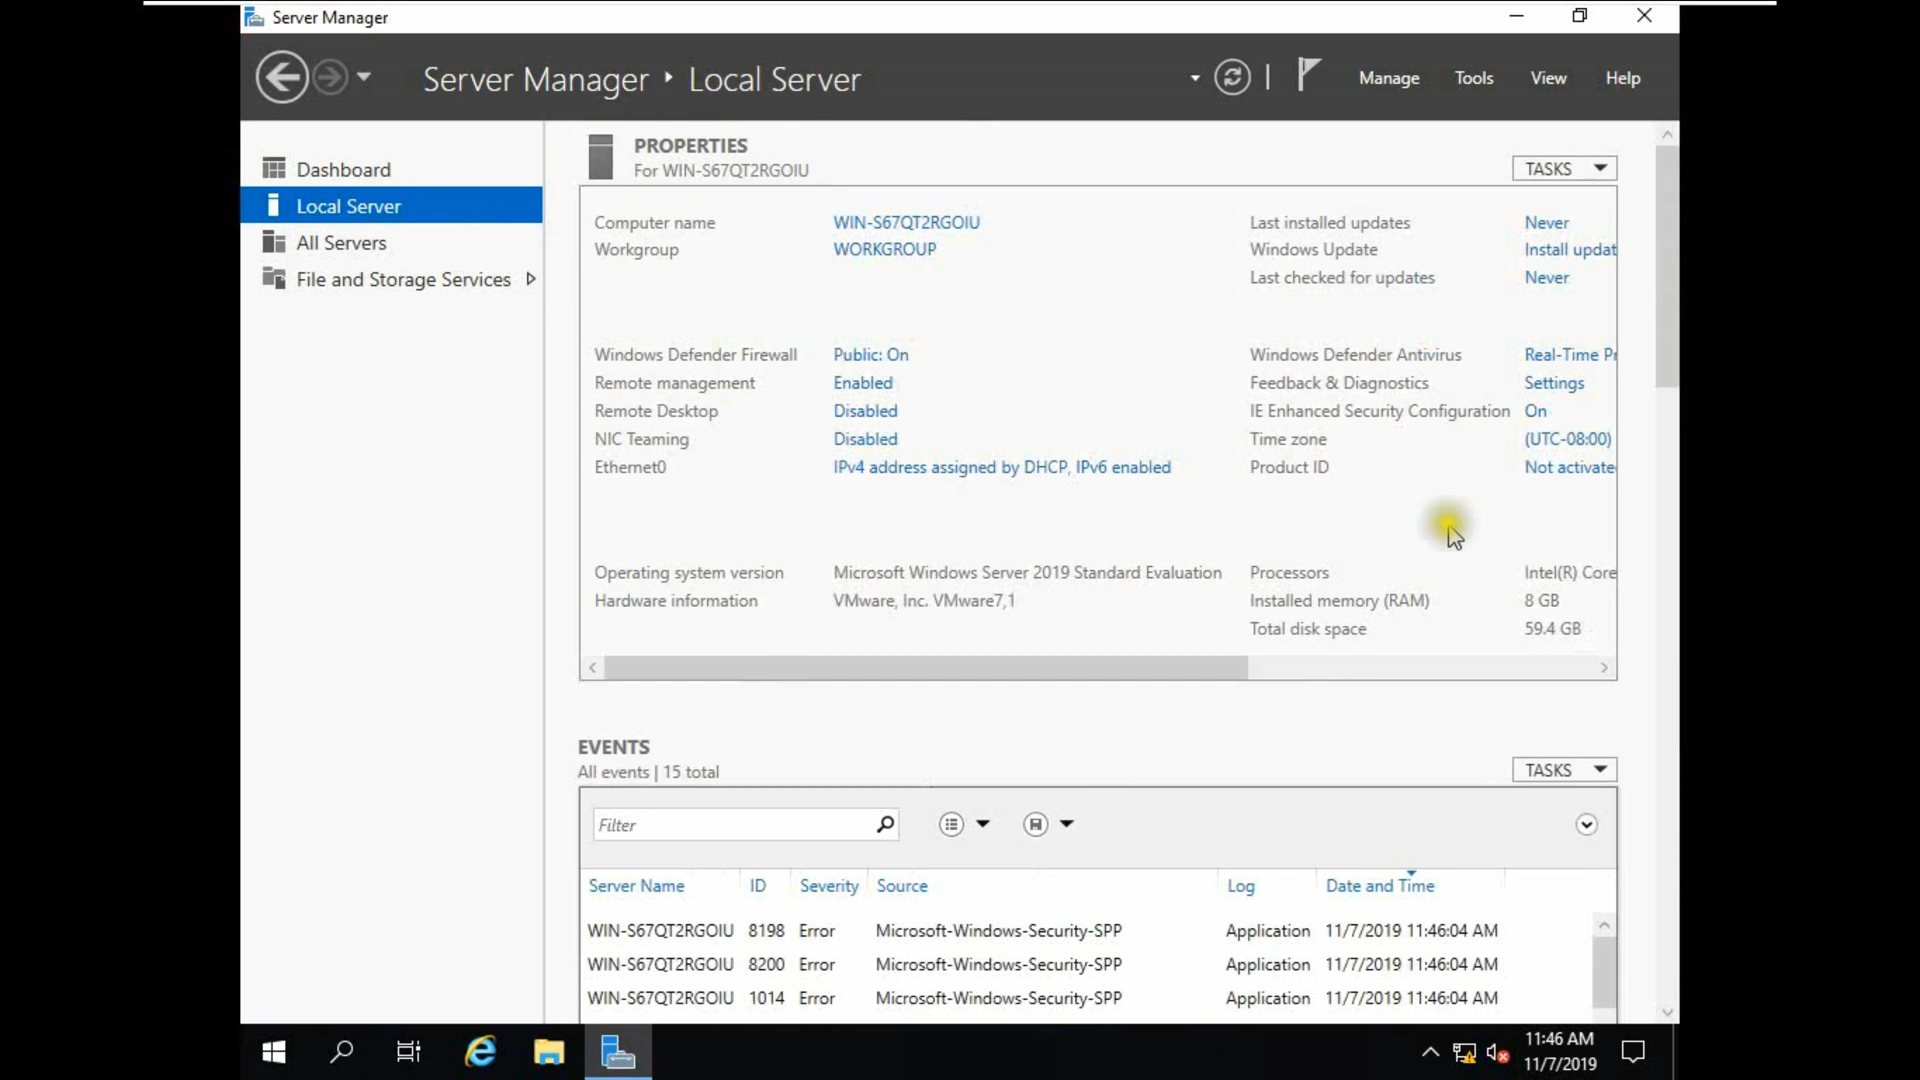 Server Manager
Server Manager ‣ Local Server
Manage Tools View Help
Dashboard
Local Server
All Servers
File and Storage Services
PROPERTIES
For WIN-S67QT2RGOIU
TASKS
Computer name WIN-S67QT2RGOIU Last installed updates Never
Workgroup WORKGROUP Windows Update Install updat
Last checked for updates Never
Windows Defender Firewall Public: On Windows Defender Antivirus Real-Time Pr
Remote management Enabled Feedback & Diagnostics Settings
Remote Desktop Disabled IE Enhanced Security Configuration On
NIC Teaming Disabled Time zone (UTC-08:00)
Ethernet0 IPv4 address assigned by DHCP, IPv6 enabled Product ID Not activate
Operating system version Microsoft Windows Server 2019 Standard Evaluation Processors Intel(R) Core
Hardware information VMware, Inc. VMware7,1 Installed memory (RAM) 8 GB
Total disk space 59.4 GB
EVENTS
All events | 15 total
TASKS
Filter
Server Name ID Severity Source Log Date and Time
WIN-S67QT2RGOIU 8198 Error Microsoft-Windows-Security-SPP Application 11/7/2019 11:46:04 AM
WIN-S67QT2RGOIU 8200 Error Microsoft-Windows-Security-SPP Application 11/7/2019 11:46:04 AM
WIN-S67QT2RGOIU 1014 Error Microsoft-Windows-Security-SPP Application 11/7/2019 11:46:04 AM
11:46 AM
11/7/2019